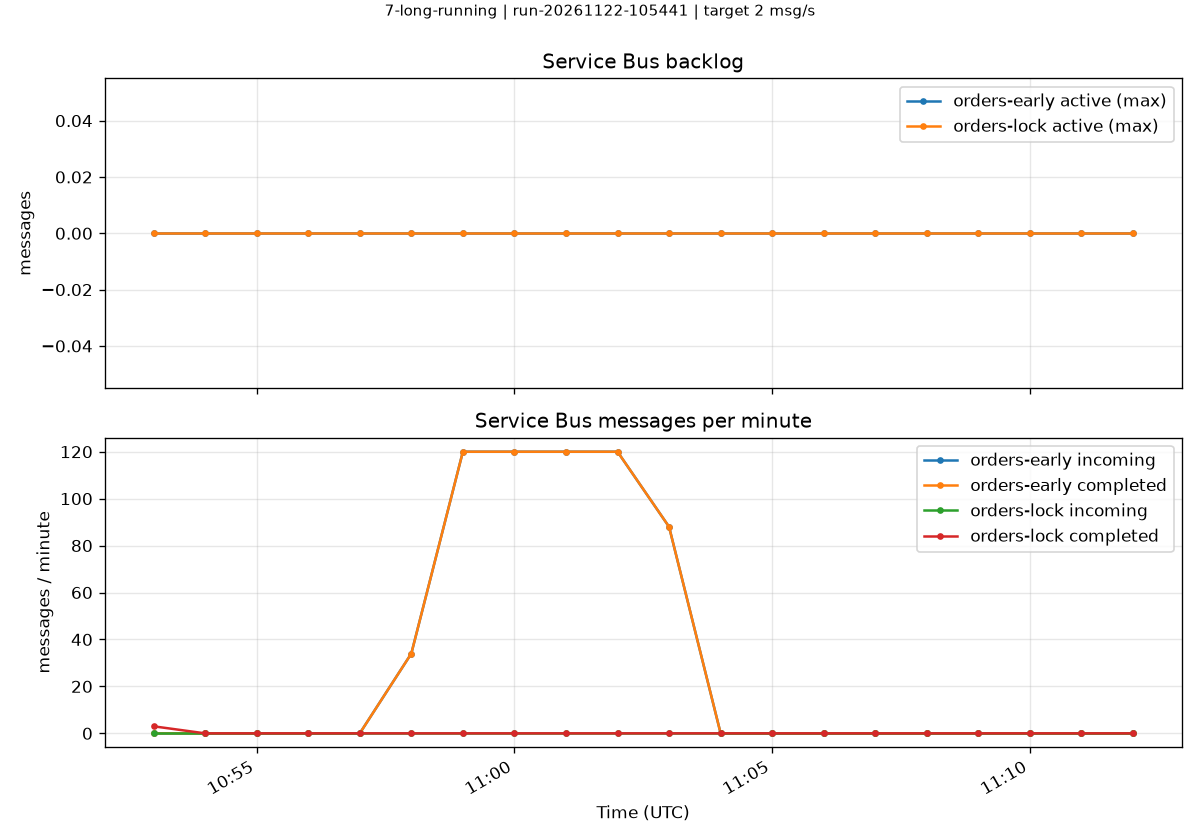 7-long-running | run-20261122-105441 | target 2 msg/s
Service Bus backlog
orders-early active (max)
orders-lock active (max)
0.04
0.02
0.00
−0.02
−0.04
messages
Service Bus messages per minute
orders-early incoming
orders-early completed
orders-lock incoming
orders-lock completed
120
100
80
60
40
20
0
messages / minute
10:55
11:00
11:05
11:10
Time (UTC)